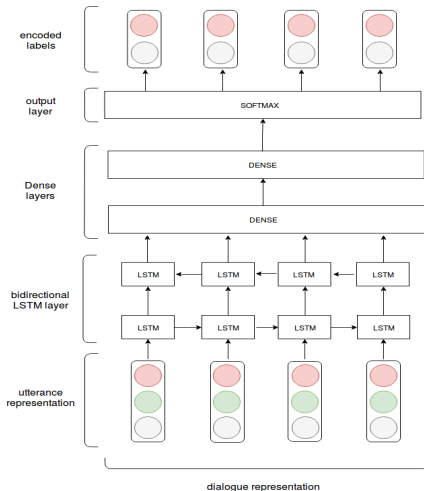 encoded
labels
output
layer
SOFTMAX
Dense
layers
DENSE
DENSE
bidirectional
LSTM layer
LSTM LSTM LSTM LSTM
LSTM LSTM LSTM LSTM
utterance
representation
dialogue representation